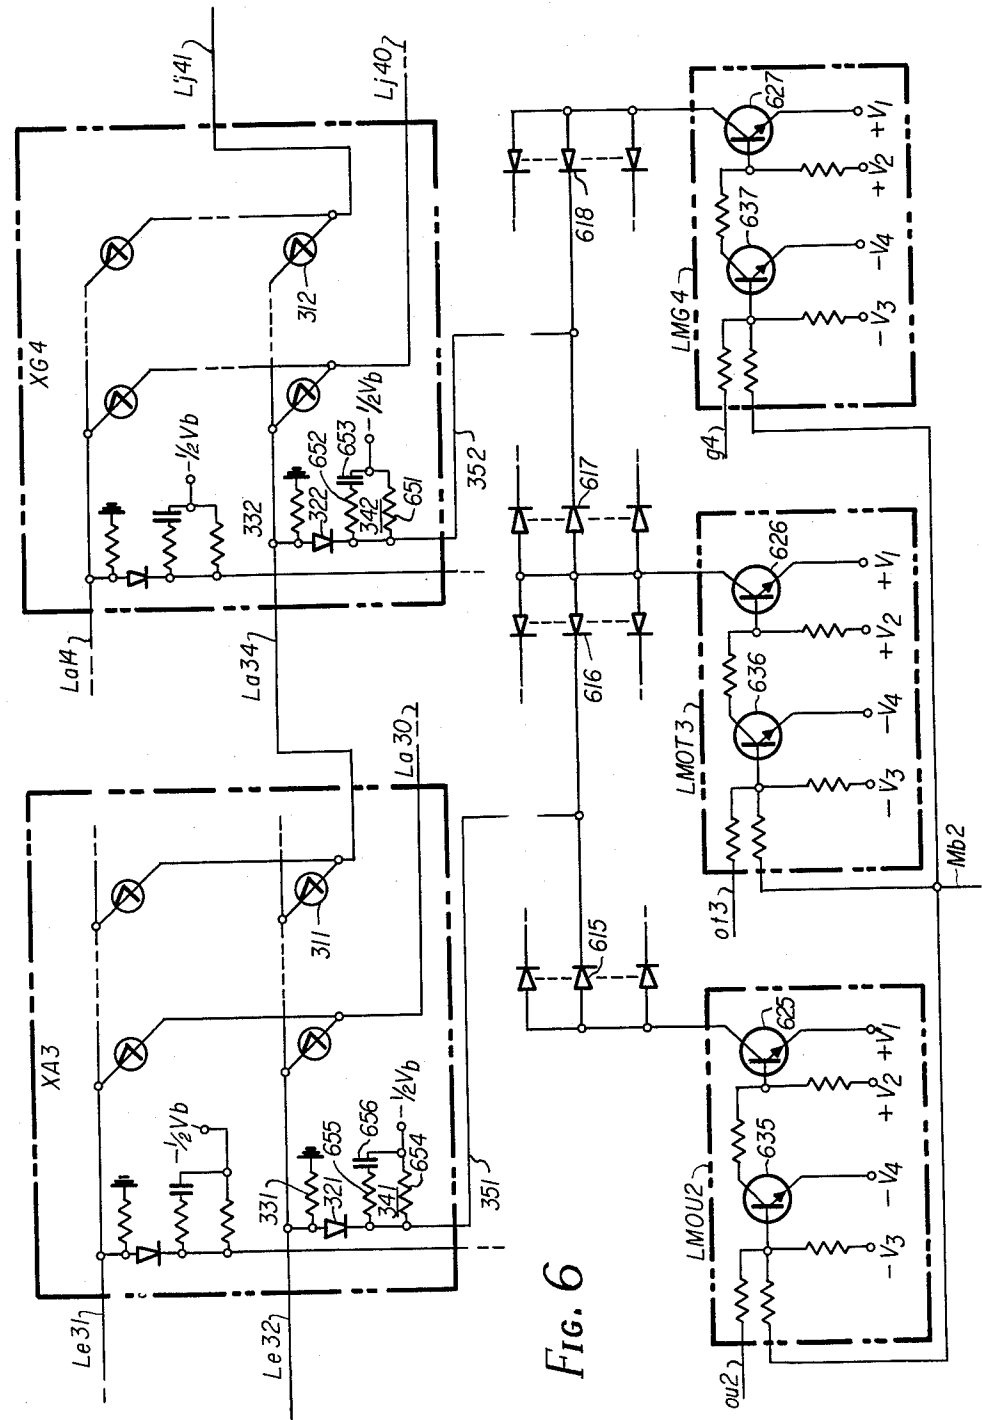 Lj41
Lj40
XG4
312
-½Vb
332
322
652
653
-½Vb
342
651
352
La14
La34
618
617
616
615
LMG4
637
627
+V1
+V2
-V4
-V3
g4
XA3
311
-½Vb
331
321
655
656
-½Vb
341
654
351
La30
Le31
Le32
LMOT3
636
626
+V1
+V2
-V4
-V3
ot3
Mb2
LMOU2
635
625
+V1
+V2
-V4
-V3
ou2
FIG. 6